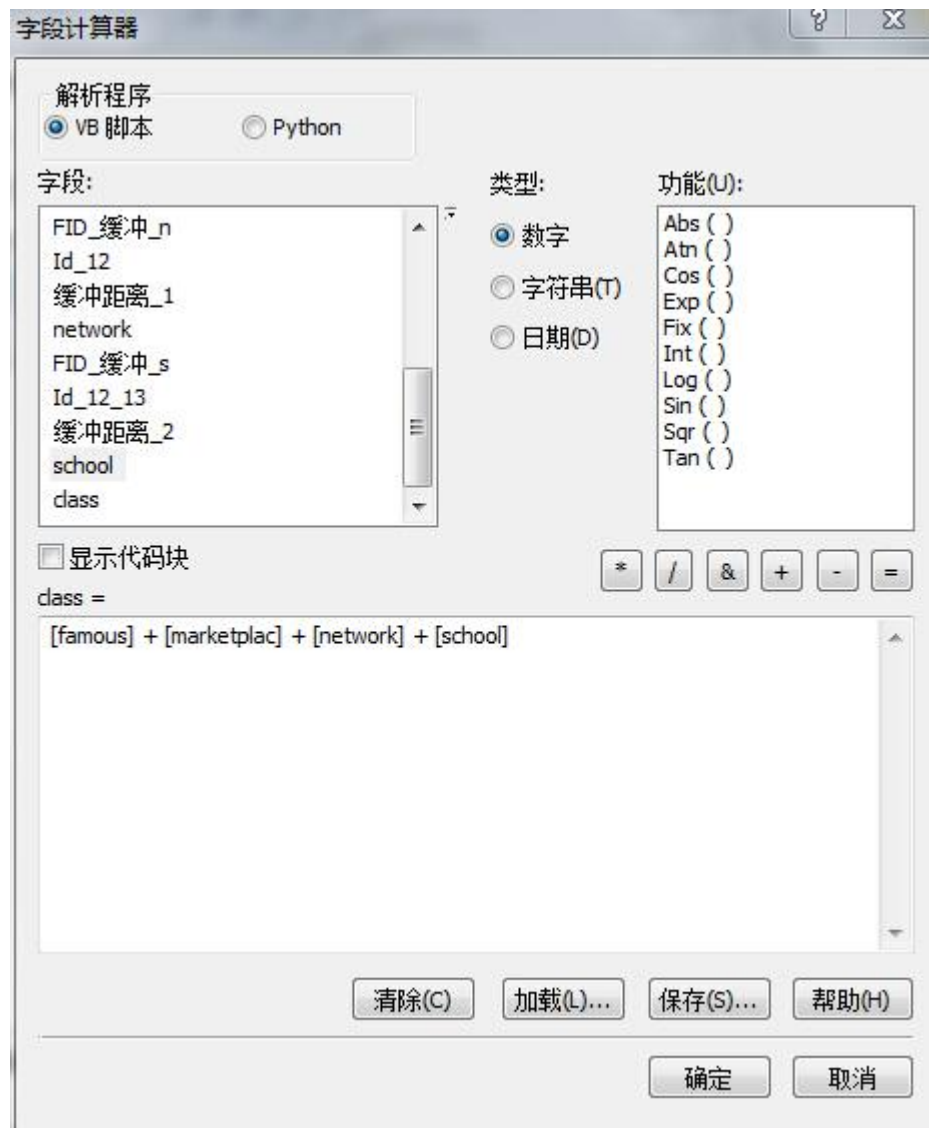 字段计算器
解析程序
VB 脚本
Python
字段:
FID_缓冲_n
Id_12
缓冲距离_1
network
FID_缓冲_s
Id_12_13
缓冲距离_2
school
class
类型:
数字
字符串(T)
日期(D)
功能(U):
Abs ( )
Atn ( )
Cos ( )
Exp ( )
Fix ( )
Int ( )
Log ( )
Sin ( )
Sqr ( )
Tan ( )
显示代码块
* / & + - =
class =
[famous] + [marketplac] + [network] + [school]
清除(C)
加载(L)...
保存(S)...
帮助(H)
确定
取消